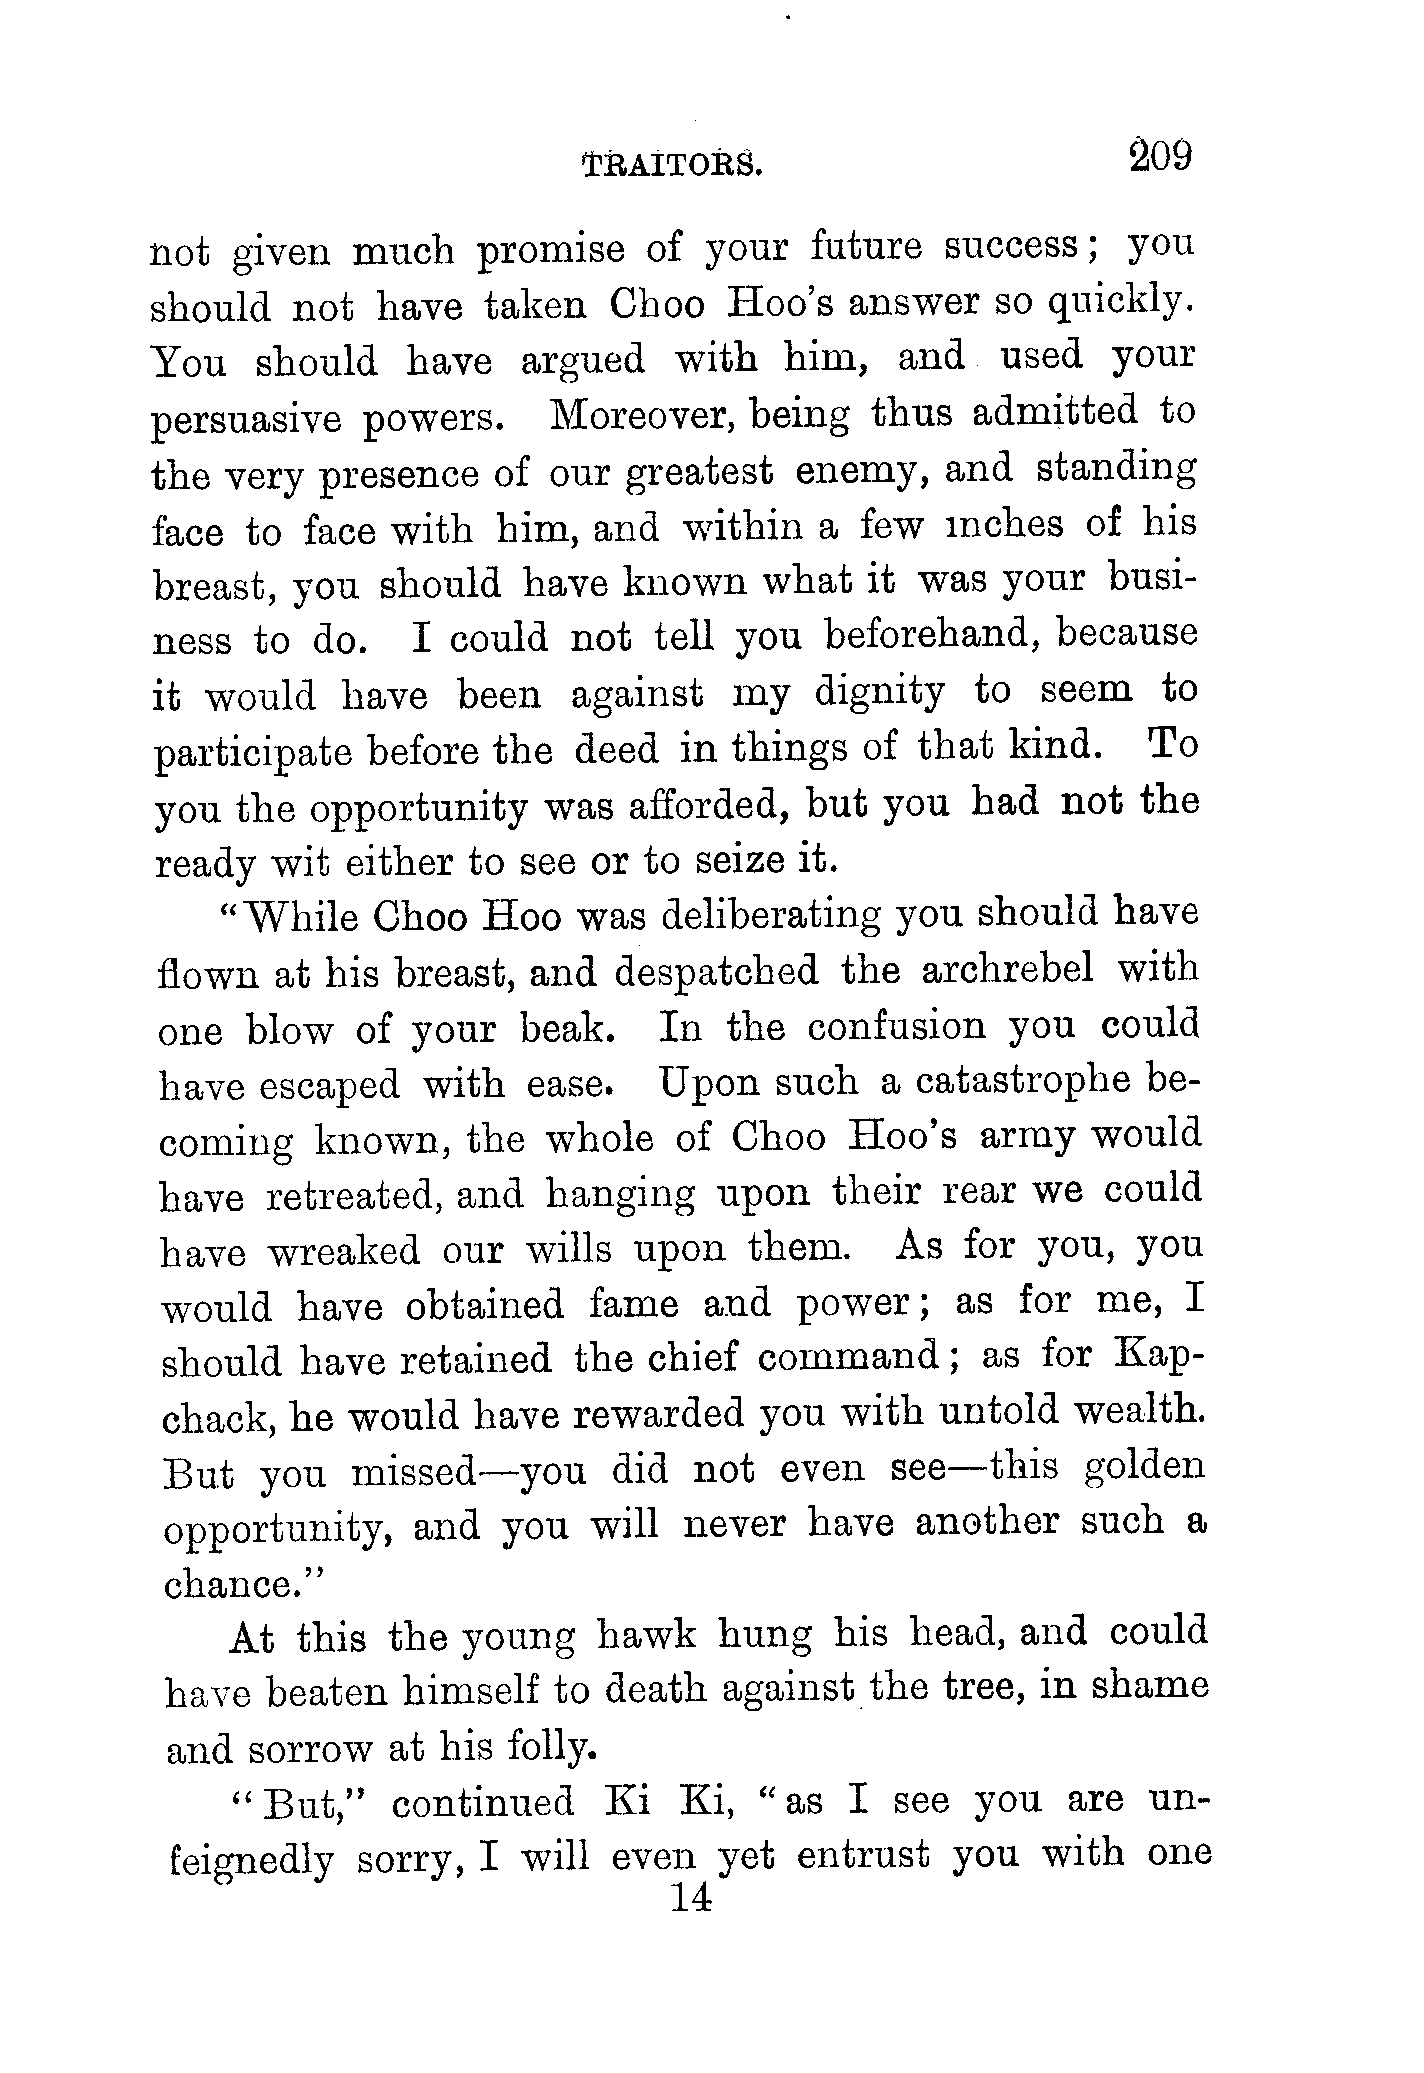 TRAITORS. 209
not given much promise of your future success; you
should not have taken Choo Hoo's answer so quickly.
You should have argued with him, and used your
persuasive powers. Moreover, being thus admitted to
the very presence of our greatest enemy, and standing
face to face with him, and within a few inches of his
breast, you should have known what it was your busi-
ness to do. I could not tell you beforehand, because
it would have been against my dignity to seem to
participate before the deed in things of that kind. To
you the opportunity was afforded, but you had not the
ready wit either to see or to seize it.
"While Choo Hoo was deliberating you should have
flown at his breast, and despatched the archrebel with
one blow of your beak. In the confusion you could
have escaped with ease. Upon such a catastrophe be-
coming known, the whole of Choo Hoo's army would
have retreated, and hanging upon their rear we could
have wreaked our wills upon them. As for you, you
would have obtained fame and power; as for me, I
should have retained the chief command; as for Kap-
chack, he would have rewarded you with untold wealth.
But you missed—you did not even see—this golden
opportunity, and you will never have another such a
chance."
At this the young hawk hung his head, and could
have beaten himself to death against the tree, in shame
and sorrow at his folly.
"But," continued Ki Ki, "as I see you are un-
feignedly sorry, I will even yet entrust you with one
14